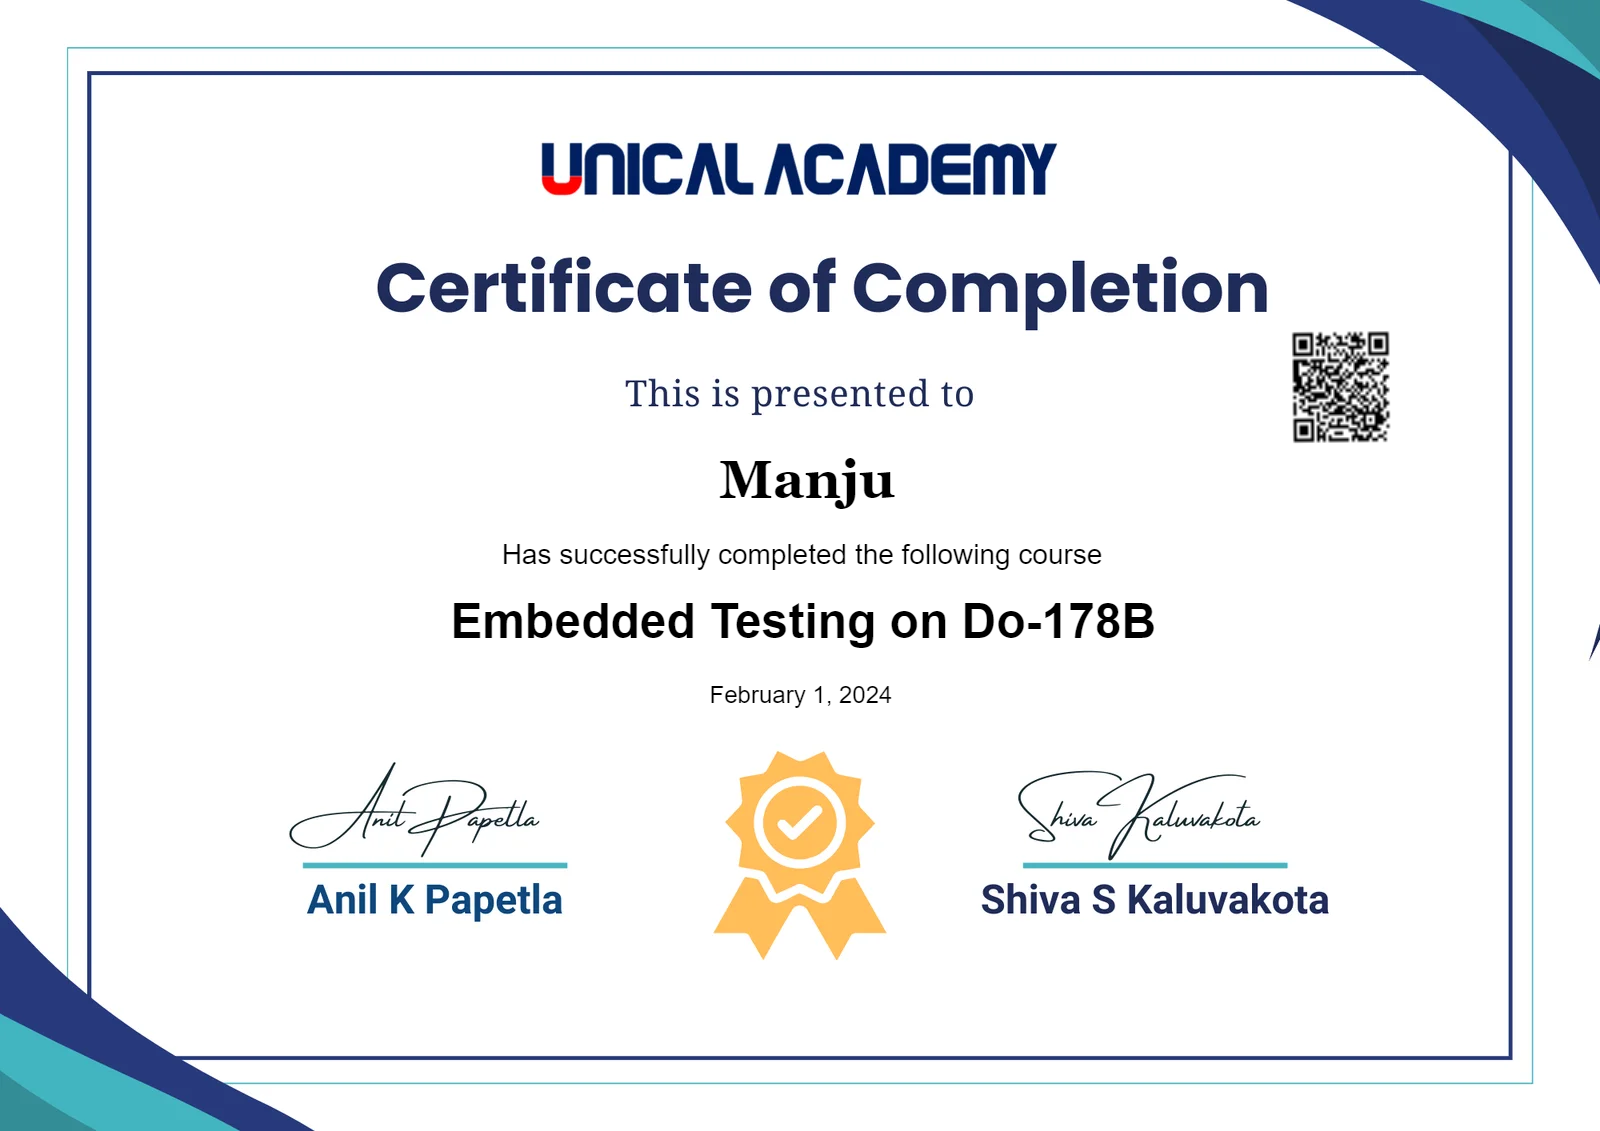 UNICAL ACADEMY
Certificate of Completion
This is presented to
Manju
Has successfully completed the following course
Embedded Testing on Do-178B
February 1, 2024
Anil Papetla
Shiva Kaluvakota
Anil K Papetla
Shiva S Kaluvakota